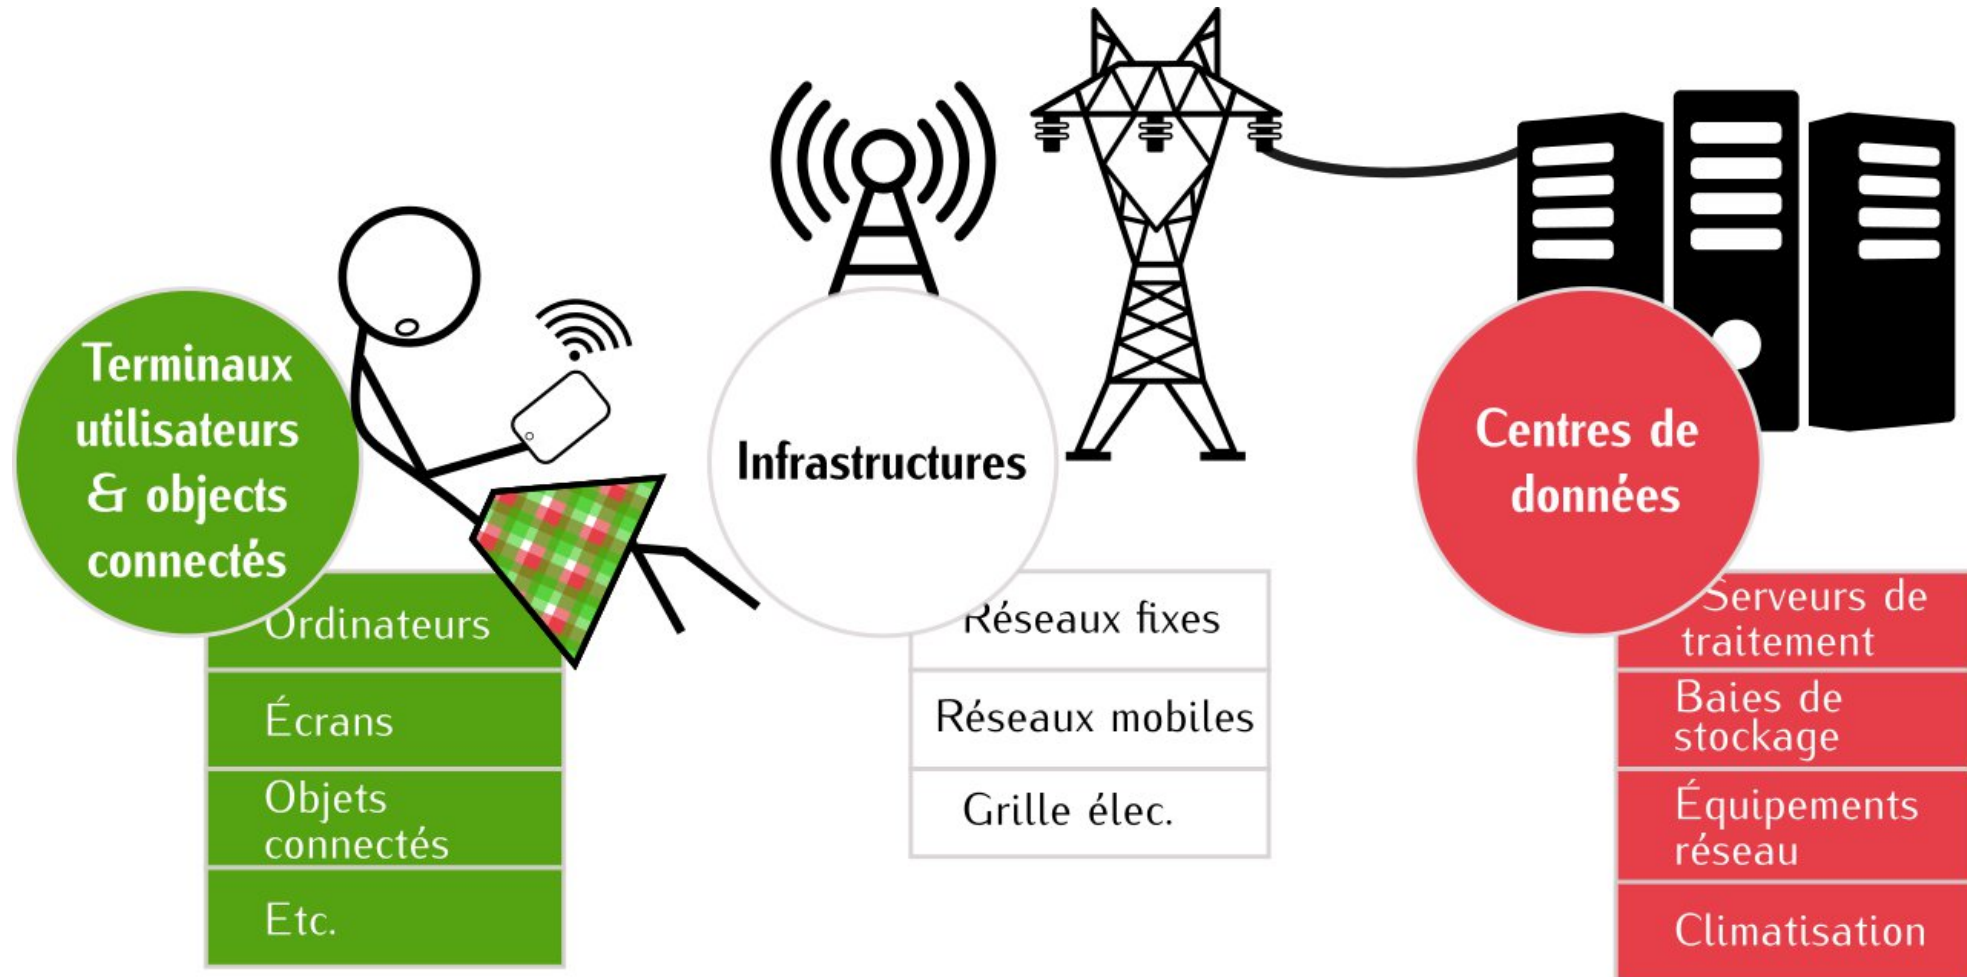 Terminaux
utilisateurs
& objects
connectés
Ordinateurs
Écrans
Objets
connectés
Etc.
Infrastructures
Réseaux fixes
Réseaux mobiles
Grille élec.
Centres de
données
Serveurs de
traitement
Baies de
stockage
Équipements
réseau
Climatisation